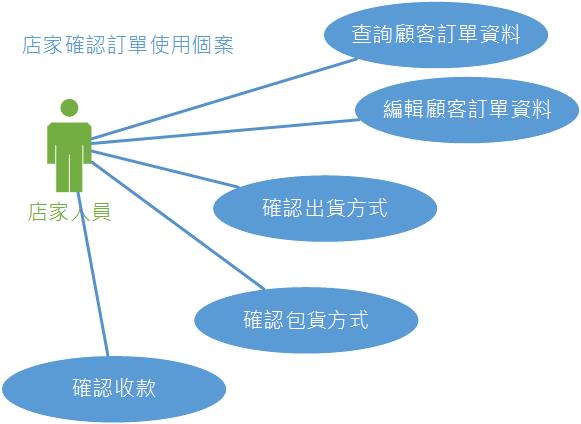 店家確認訂單使用個案
查詢顧客訂單資料
編輯顧客訂單資料
店家人員
確認出貨方式
確認包貨方式
確認收款